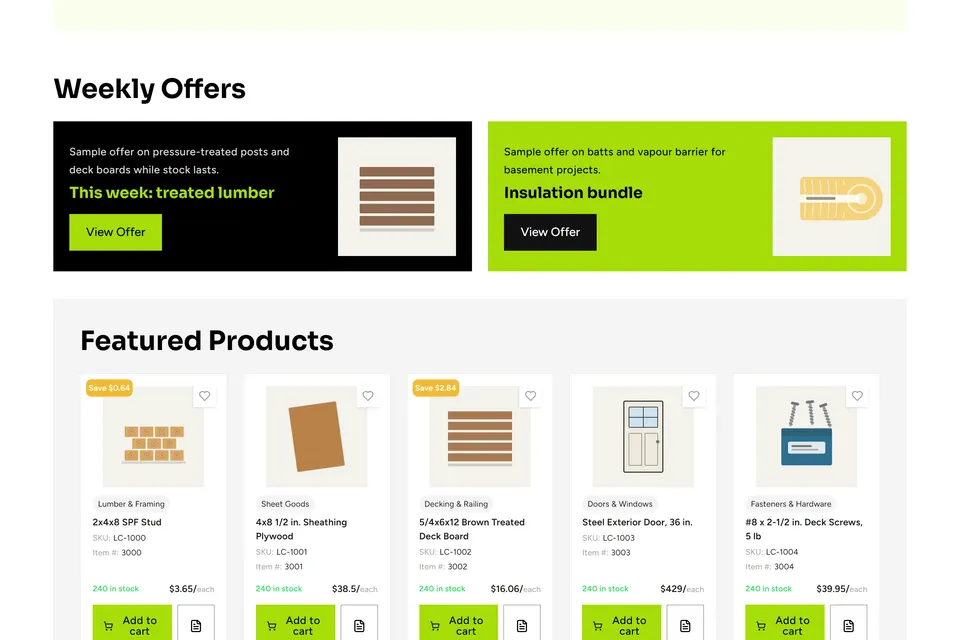 Weekly Offers
Sample offer on pressure-treated posts and
deck boards while stock lasts.
This week: treated lumber
View Offer
Sample offer on batts and vapour barrier for
basement projects.
Insulation bundle
View Offer
Featured Products
Save $0.64
Lumber & Framing
2x4x8 SPF Stud
SKU: LC-1000
Item #: 3000
240 in stock
$3.65/each
Add to
cart
Sheet Goods
4x8 1/2 in. Sheathing
Plywood
SKU: LC-1001
Item #: 3001
240 in stock
$38.5/each
Add to
cart
Save $2.84
Decking & Railing
5/4x6x12 Brown Treated
Deck Board
SKU: LC-1002
Item #: 3002
240 in stock
$16.06/each
Add to
cart
Doors & Windows
Steel Exterior Door, 36 in.
SKU: LC-1003
Item #: 3003
240 in stock
$429/each
Add to
cart
Fasteners & Hardware
#8 x 2-1/2 in. Deck Screws,
5 lb
SKU: LC-1004
Item #: 3004
240 in stock
$39.95/each
Add to
cart